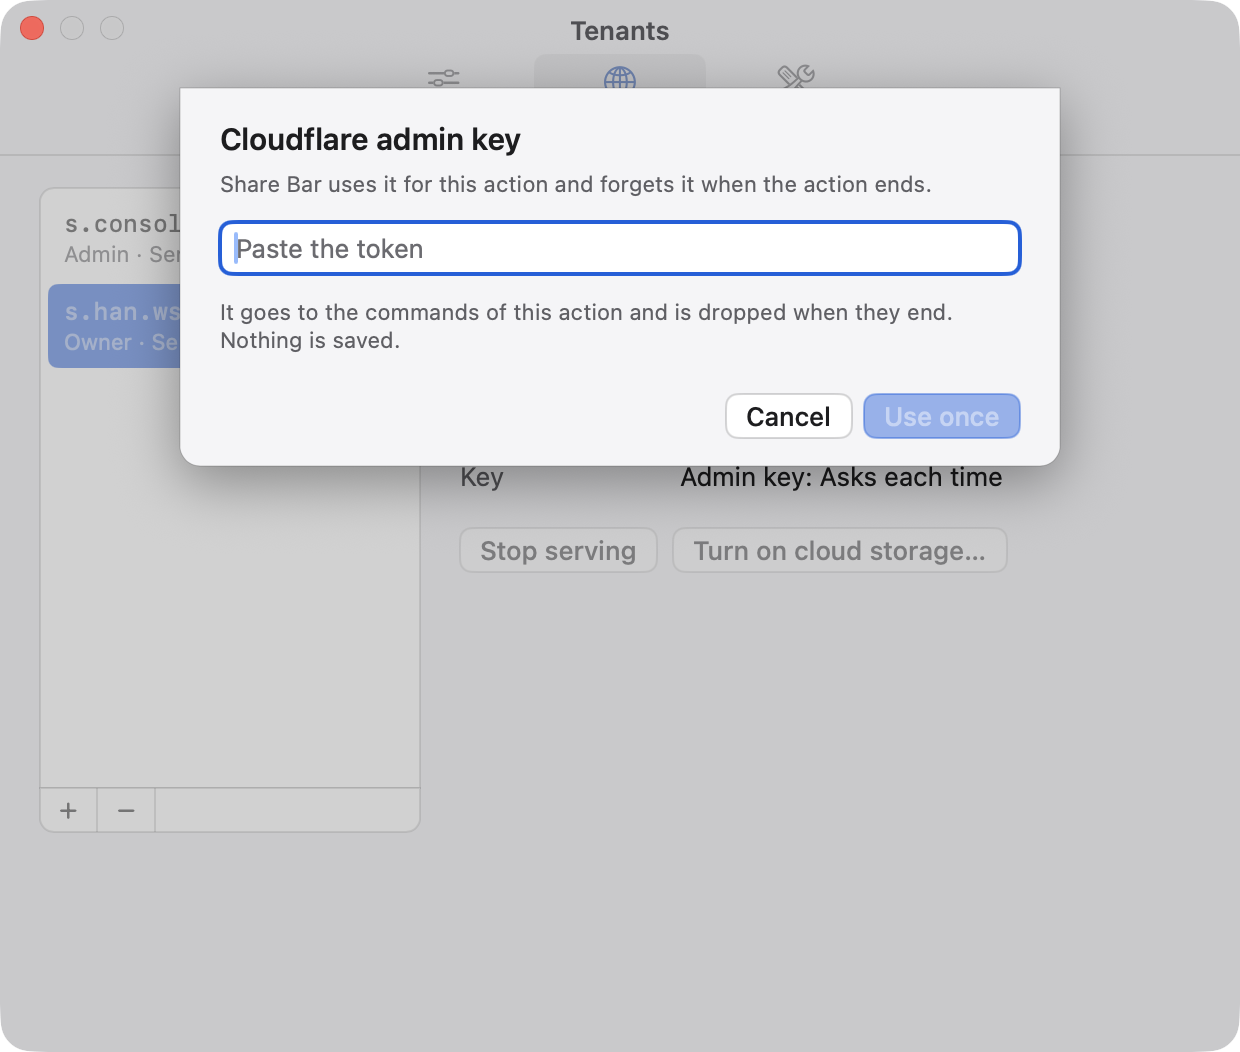 Tenants
Cloudflare admin key
Share Bar uses it for this action and forgets it when the action ends.
Paste the token
It goes to the commands of this action and is dropped when they end.
Nothing is saved.
Cancel
Use once
s.consol
Admin · Ser
s.han.ws
Owner · Se
Key
Admin key: Asks each time
Stop serving
Turn on cloud storage...
+
−